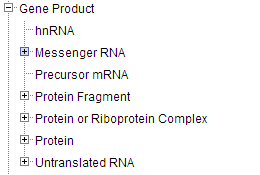 Gene Product
hnRNA
Messenger RNA
Precursor mRNA
Protein Fragment
Protein or Riboprotein Complex
Protein
Untranslated RNA